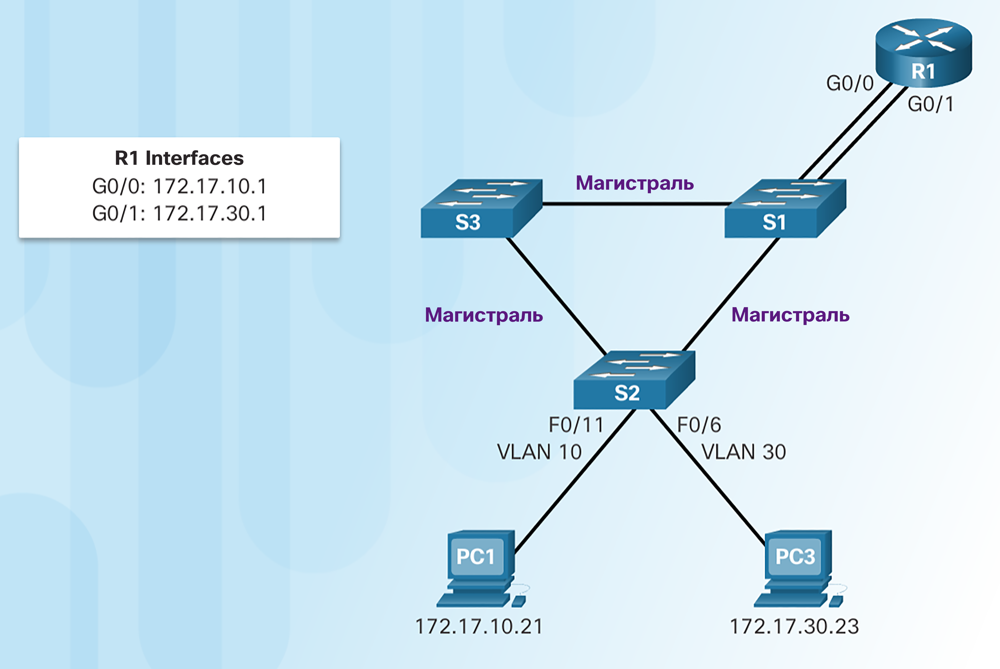 R1
G0/0
G0/1
R1 Interfaces
G0/0: 172.17.10.1
G0/1: 172.17.30.1
Магистраль
S3
S1
Магистраль
Магистраль
S2
F0/11
F0/6
VLAN 10
VLAN 30
PC1
PC3
172.17.10.21
172.17.30.23